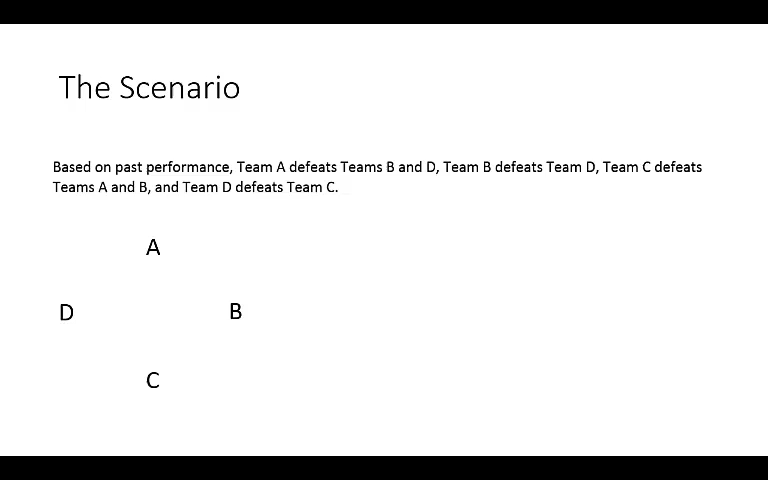 The Scenario
Based on past performance, Team A defeats Teams B and D, Team B defeats Team D, Team C defeats
Teams A and B, and Team D defeats Team C.
A
D B
C